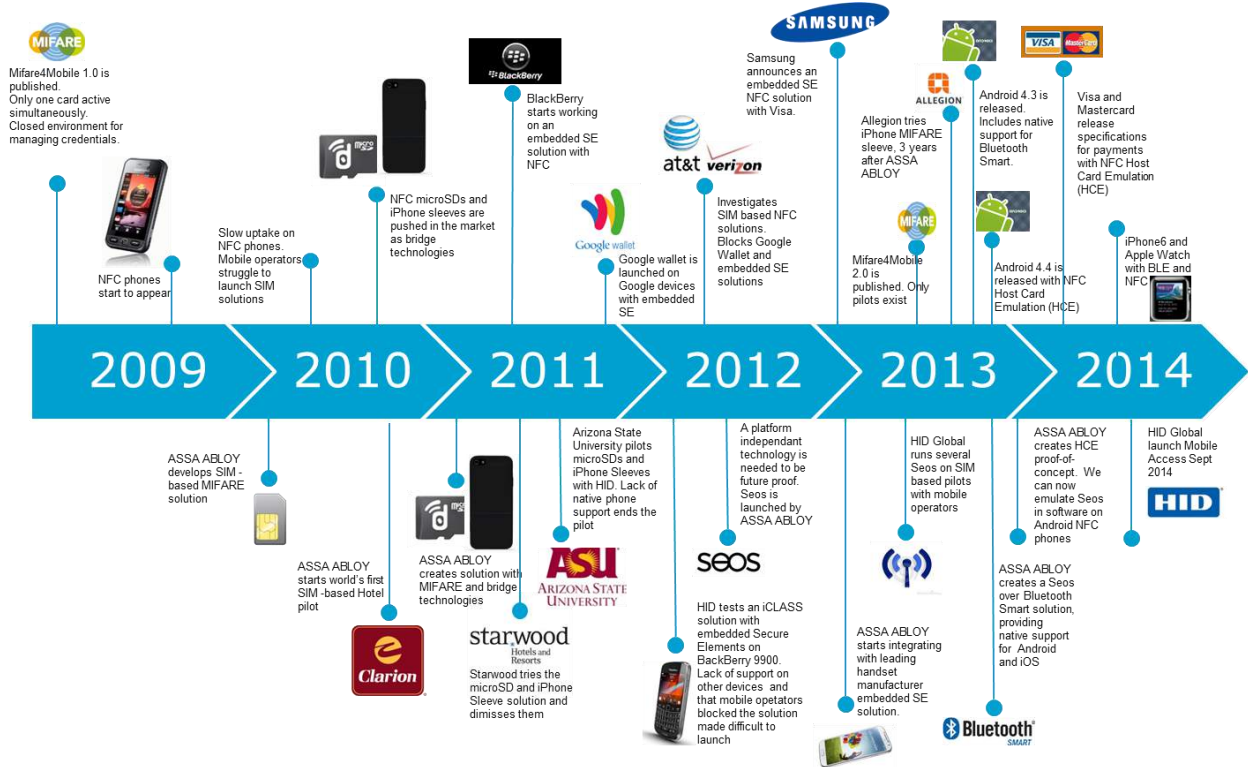 MIFARE
Mifare4Mobile 1.0 is
published.
Only one card active
simultaneously.
Closed environment for
managing credentials.
NFC phones
start to appear
Slow uptake on
NFC phones.
Mobile operators
struggle to
launch SIM
solutions
micro SD
NFC microSDs and
iPhone sleeves are
pushed in the market
as bridge
technologies
BlackBerry
BlackBerry
starts working
on an
embedded SE
solution with
NFC
Google wallet
Google wallet is
launched on
Google devices
with embedded
SE
at&t
verizon
Investigates
SIM based NFC
solutions.
Blocks Google
Wallet and
embedded SE
solutions
SAMSUNG
Samsung
announces an
embedded SE
NFC solution
with Visa.
ALLEGION
Allegion tries
iPhone MIFARE
sleeve, 3 years
after ASSA
ABLOY
MIFARE
Mifare4Mobile
2.0 is
published. Only
pilots exist
Android 4.3 is
released.
Includes native
support for
Bluetooth
Smart.
Android 4.4 is
released with NFC
Host Card
Emulation (HCE)
VISA
MasterCard
Visa and
Mastercard
release
specifications
for payments
with NFC Host
Card Emulation
(HCE)
iPhone6 and
Apple Watch
with BLE and
NFC
2009
2010
2011
2012
2013
2014
ASSA ABLOY
develops SIM -
based MIFARE
solution
ASSA ABLOY
starts world's first
SIM -based Hotel
pilot
Clarion
micro SD
ASSA ABLOY
creates solution with
MIFARE and bridge
technologies
starwood
Hotels and
Resorts
Starwood tries the
microSD and iPhone
Sleeve solution and
dimisses them
Arizona State
University pilots
microSDs and
iPhone Sleeves
with HID. Lack of
native phone
support ends the
pilot
ASU
ARIZONA STATE
UNIVERSITY
HID tests an iCLASS
solution with
embedded Secure
Elements on
BackBerry 9900.
Lack of support on
other devices and
that mobile opetators
blocked the solution
made difficult to
launch
A platform
independant
technology is
needed to be
future proof.
Seos is
launched by
ASSA ABLOY
seos
ASSA ABLOY
starts integrating
with leading
handset
manufacturer
embedded SE
solution.
HID Global
runs several
Seos on SIM
based pilots
with mobile
operators
ASSA ABLOY
creates a Seos
over Bluetooth
Smart solution,
providing
native support
for Android
and iOS
Bluetooth
SMART
ASSA ABLOY
creates HCE
proof-of-
concept. We
can now
emulate Seos
in software on
Android NFC
phones
HID Global
launch Mobile
Access Sept
2014
HID